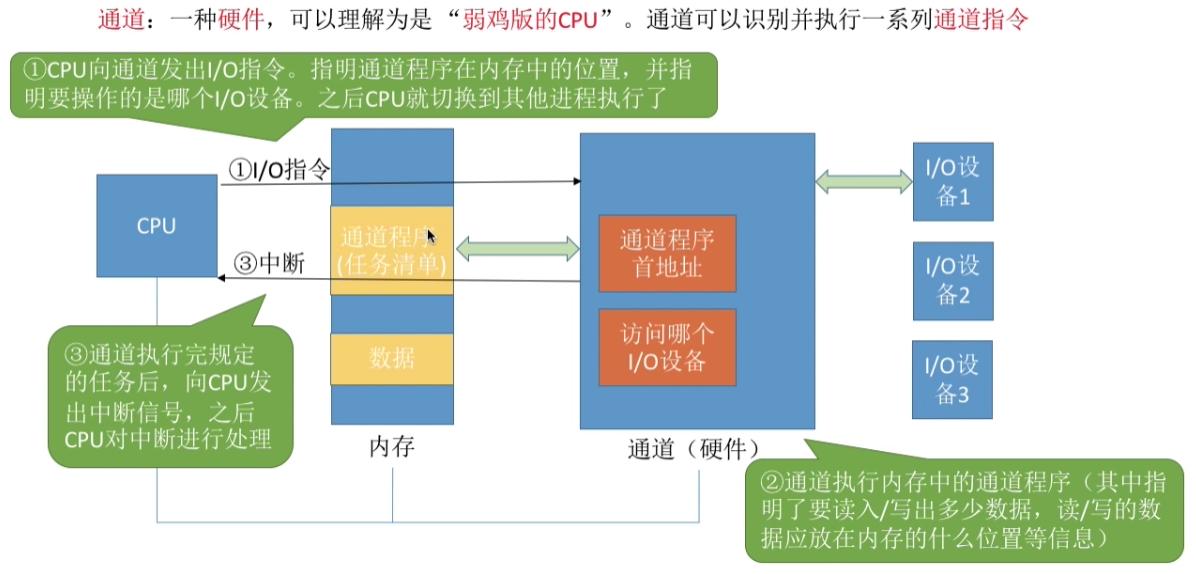 通道：一种硬件，可以理解为是“弱鸡版的CPU”。通道可以识别并执行一系列通道指令
①CPU向通道发出I/O指令。指明通道程序在内存中的位置，并指
明要操作的是哪个I/O设备。之后CPU就切换到其他进程执行了
①I/O指令
CPU
通道程序
(任务清单)
③中断
数据
内存
通道程序
首地址
访问哪个
I/O设备
通道（硬件）
I/O设
备1
I/O设
备2
I/O设
备3
③通道执行完规定
的任务后，向CPU发
出中断信号，之后
CPU对中断进行处理
②通道执行内存中的通道程序（其中指
明了要读入/写出多少数据，读/写的数
据应放在内存的什么位置等信息）